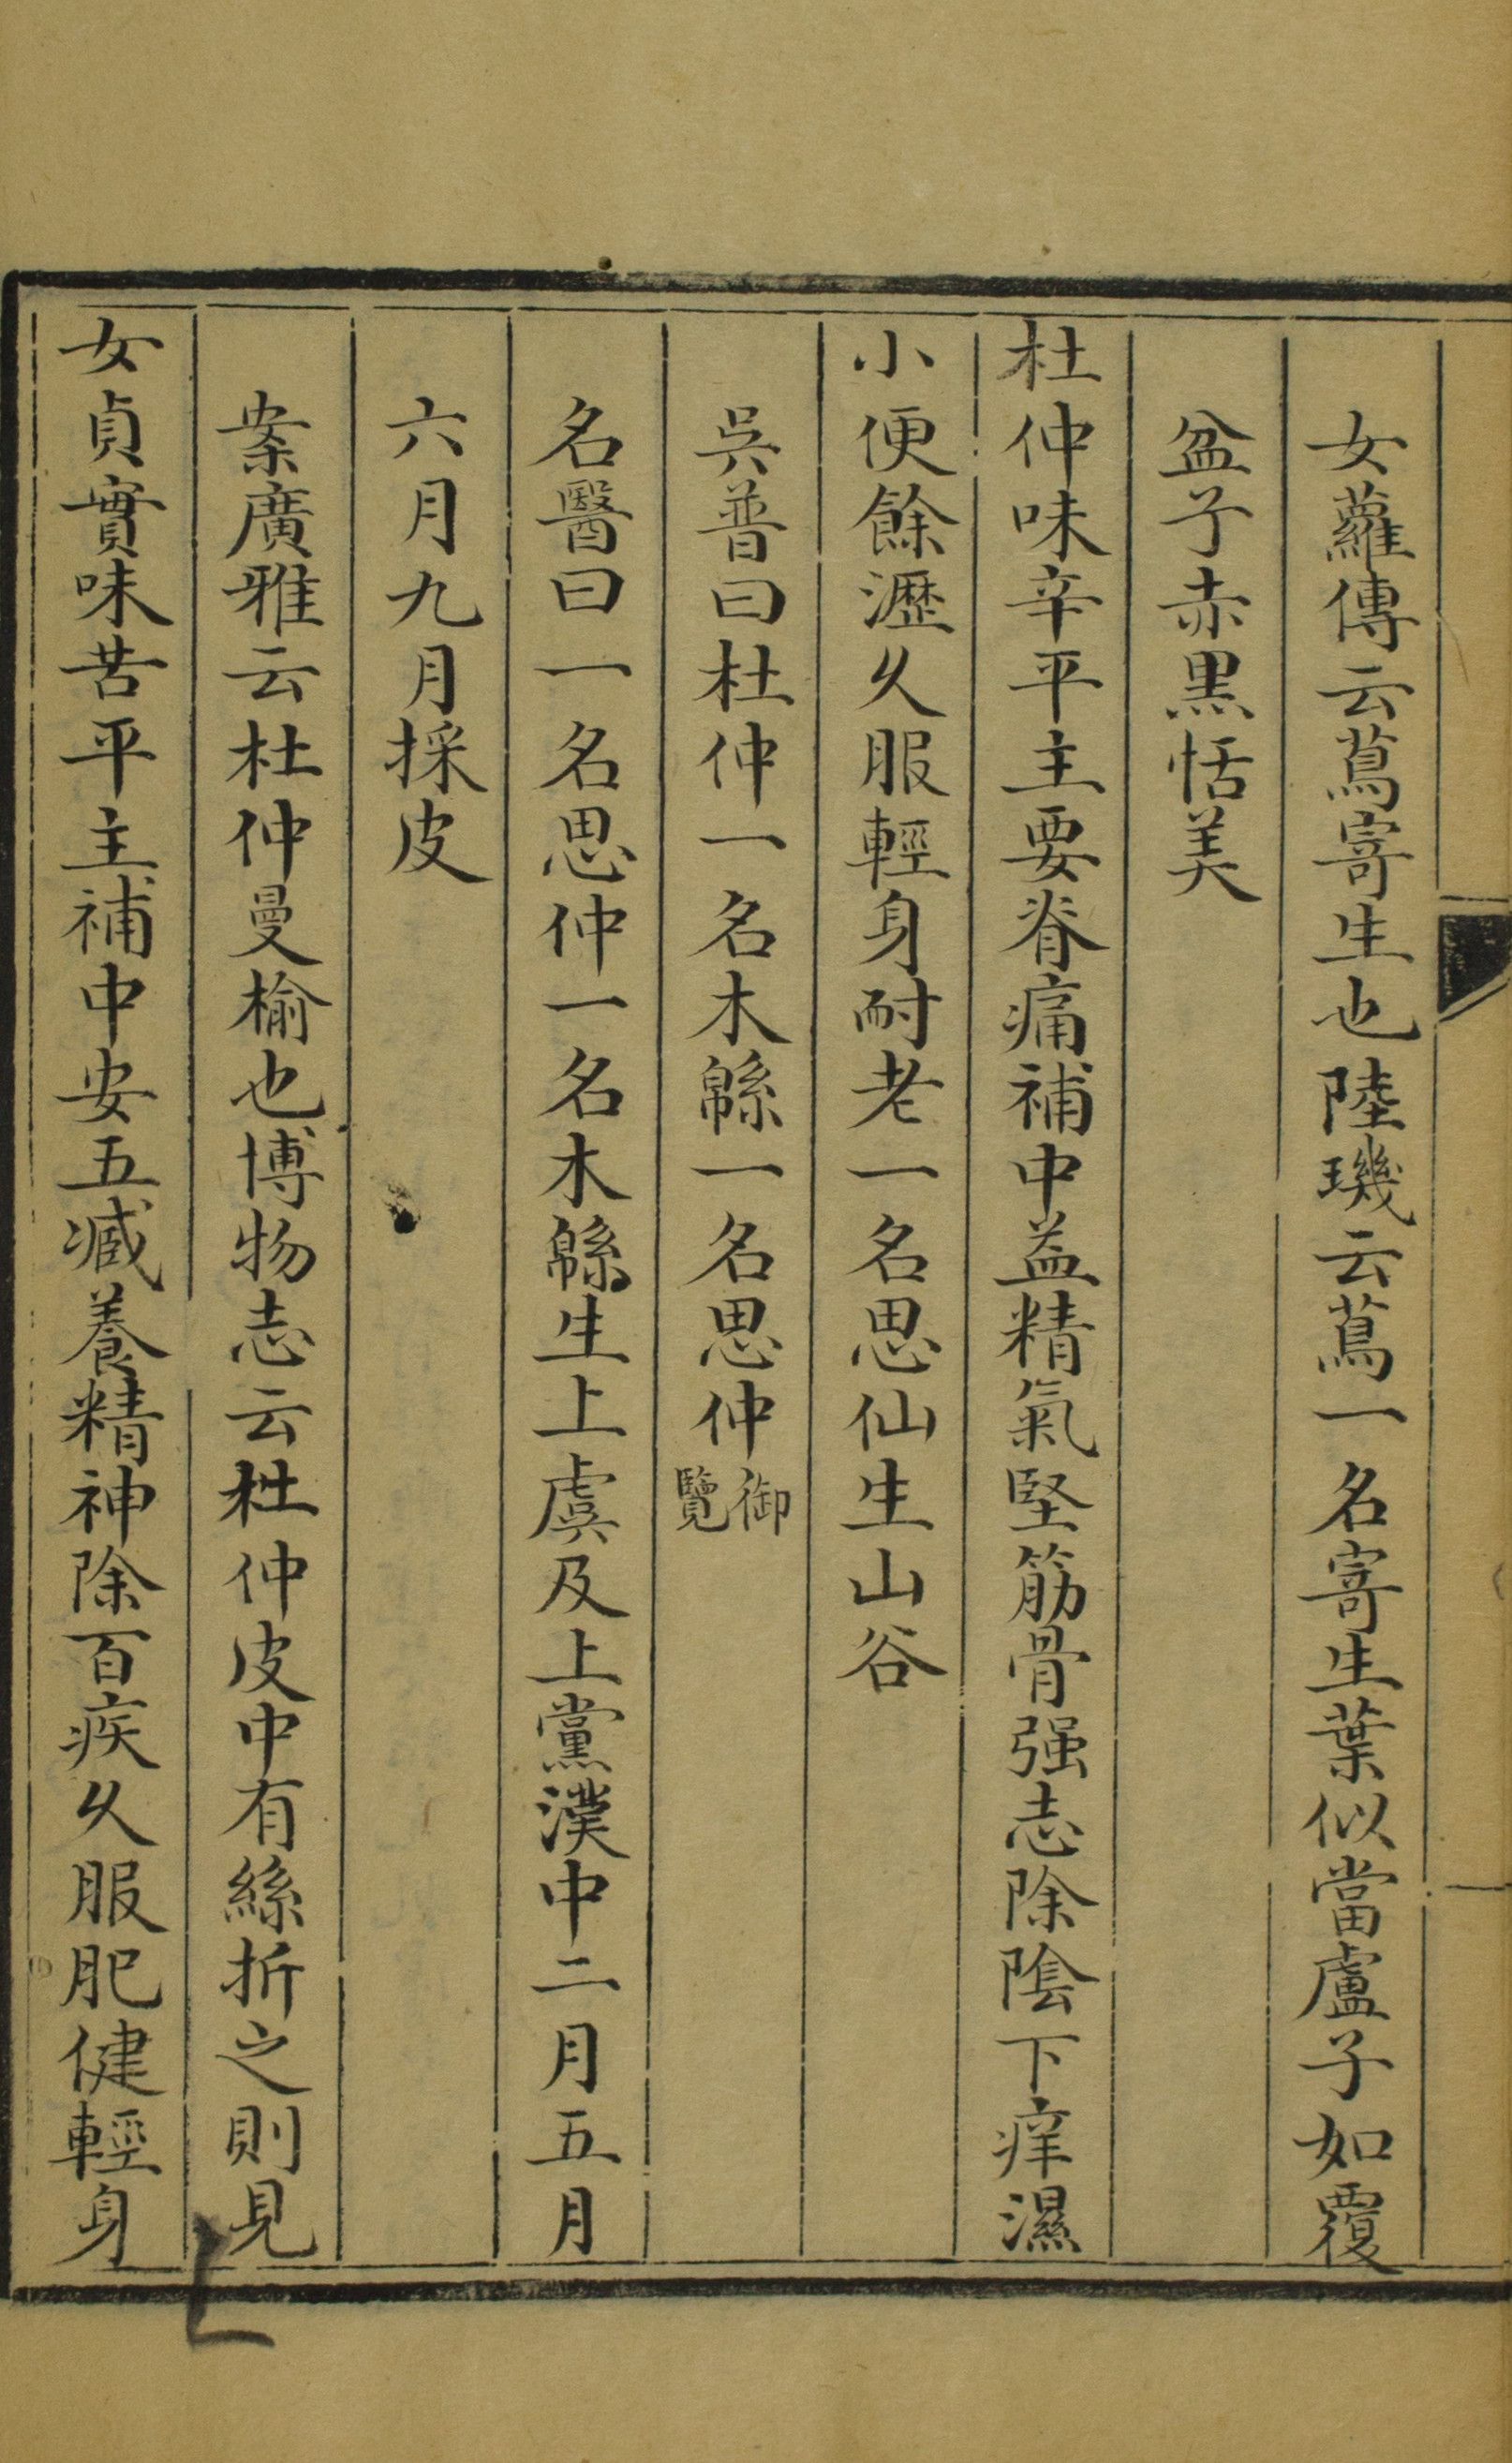 女蘿傳云蔦寄生也陸璣云蔦一名寄生葉似當盧子如覆
盆子赤黑恬美
杜仲味辛平主要脊痛補中益精氣堅筋骨强志除陰下痒濕
小便餘瀝久服輕身耐老一名思仙生山谷
吳普曰杜仲一名木緜一名思仲御覽
名醫曰一名思仲一名木緜生上虞及上黨漢中二月五月
六月九月採皮
案廣雅云杜仲曼榆也博物志云杜仲皮中有絲折之則見
女貞實味苦平主補中安五臧養精神除百疾久服肥健輕身